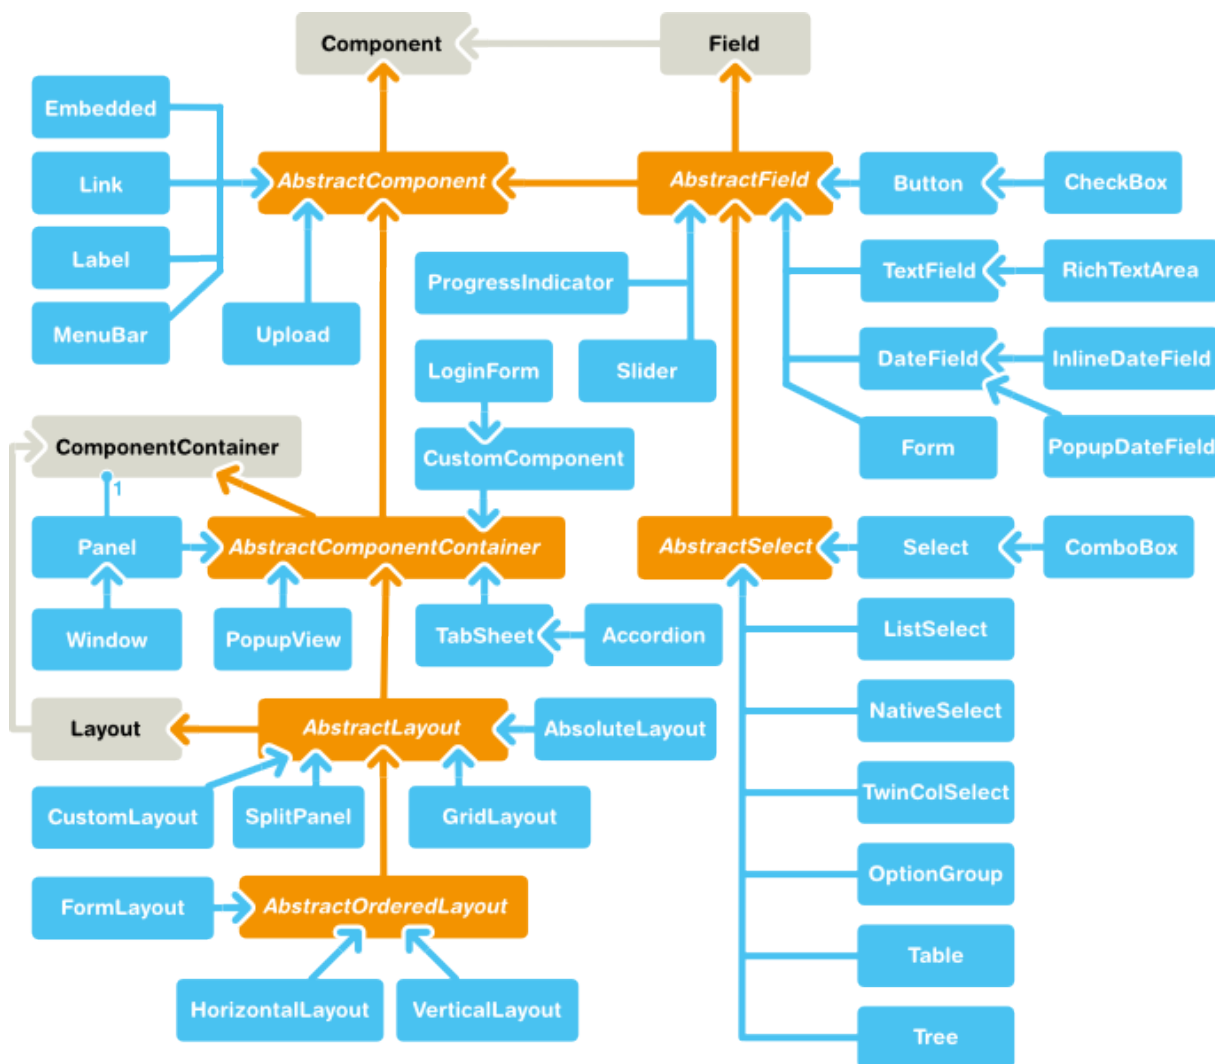 Component
Field
Embedded
Link
AbstractComponent
AbstractField
Button
CheckBox
Label
ProgressIndicator
TextField
RichTextArea
MenuBar
Upload
LoginForm
Slider
DateField
InlineDateField
ComponentContainer
CustomComponent
Form
PopupDateField
1
Panel
AbstractComponentContainer
AbstractSelect
Select
ComboBox
Window
PopupView
TabSheet
Accordion
ListSelect
Layout
AbstractLayout
AbsoluteLayout
NativeSelect
CustomLayout
SplitPanel
GridLayout
TwinColSelect
OptionGroup
FormLayout
AbstractOrderedLayout
Table
HorizontalLayout
VerticalLayout
Tree